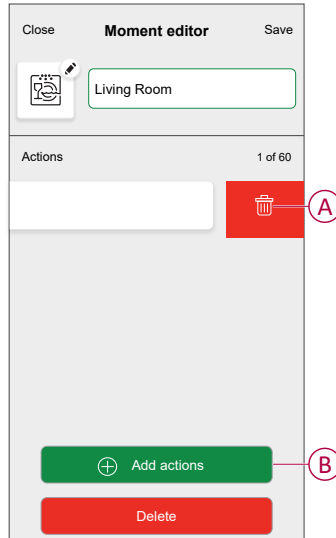 Close Moment editor Save
Living Room
Actions 1 of 60
A
Add actions B
Delete